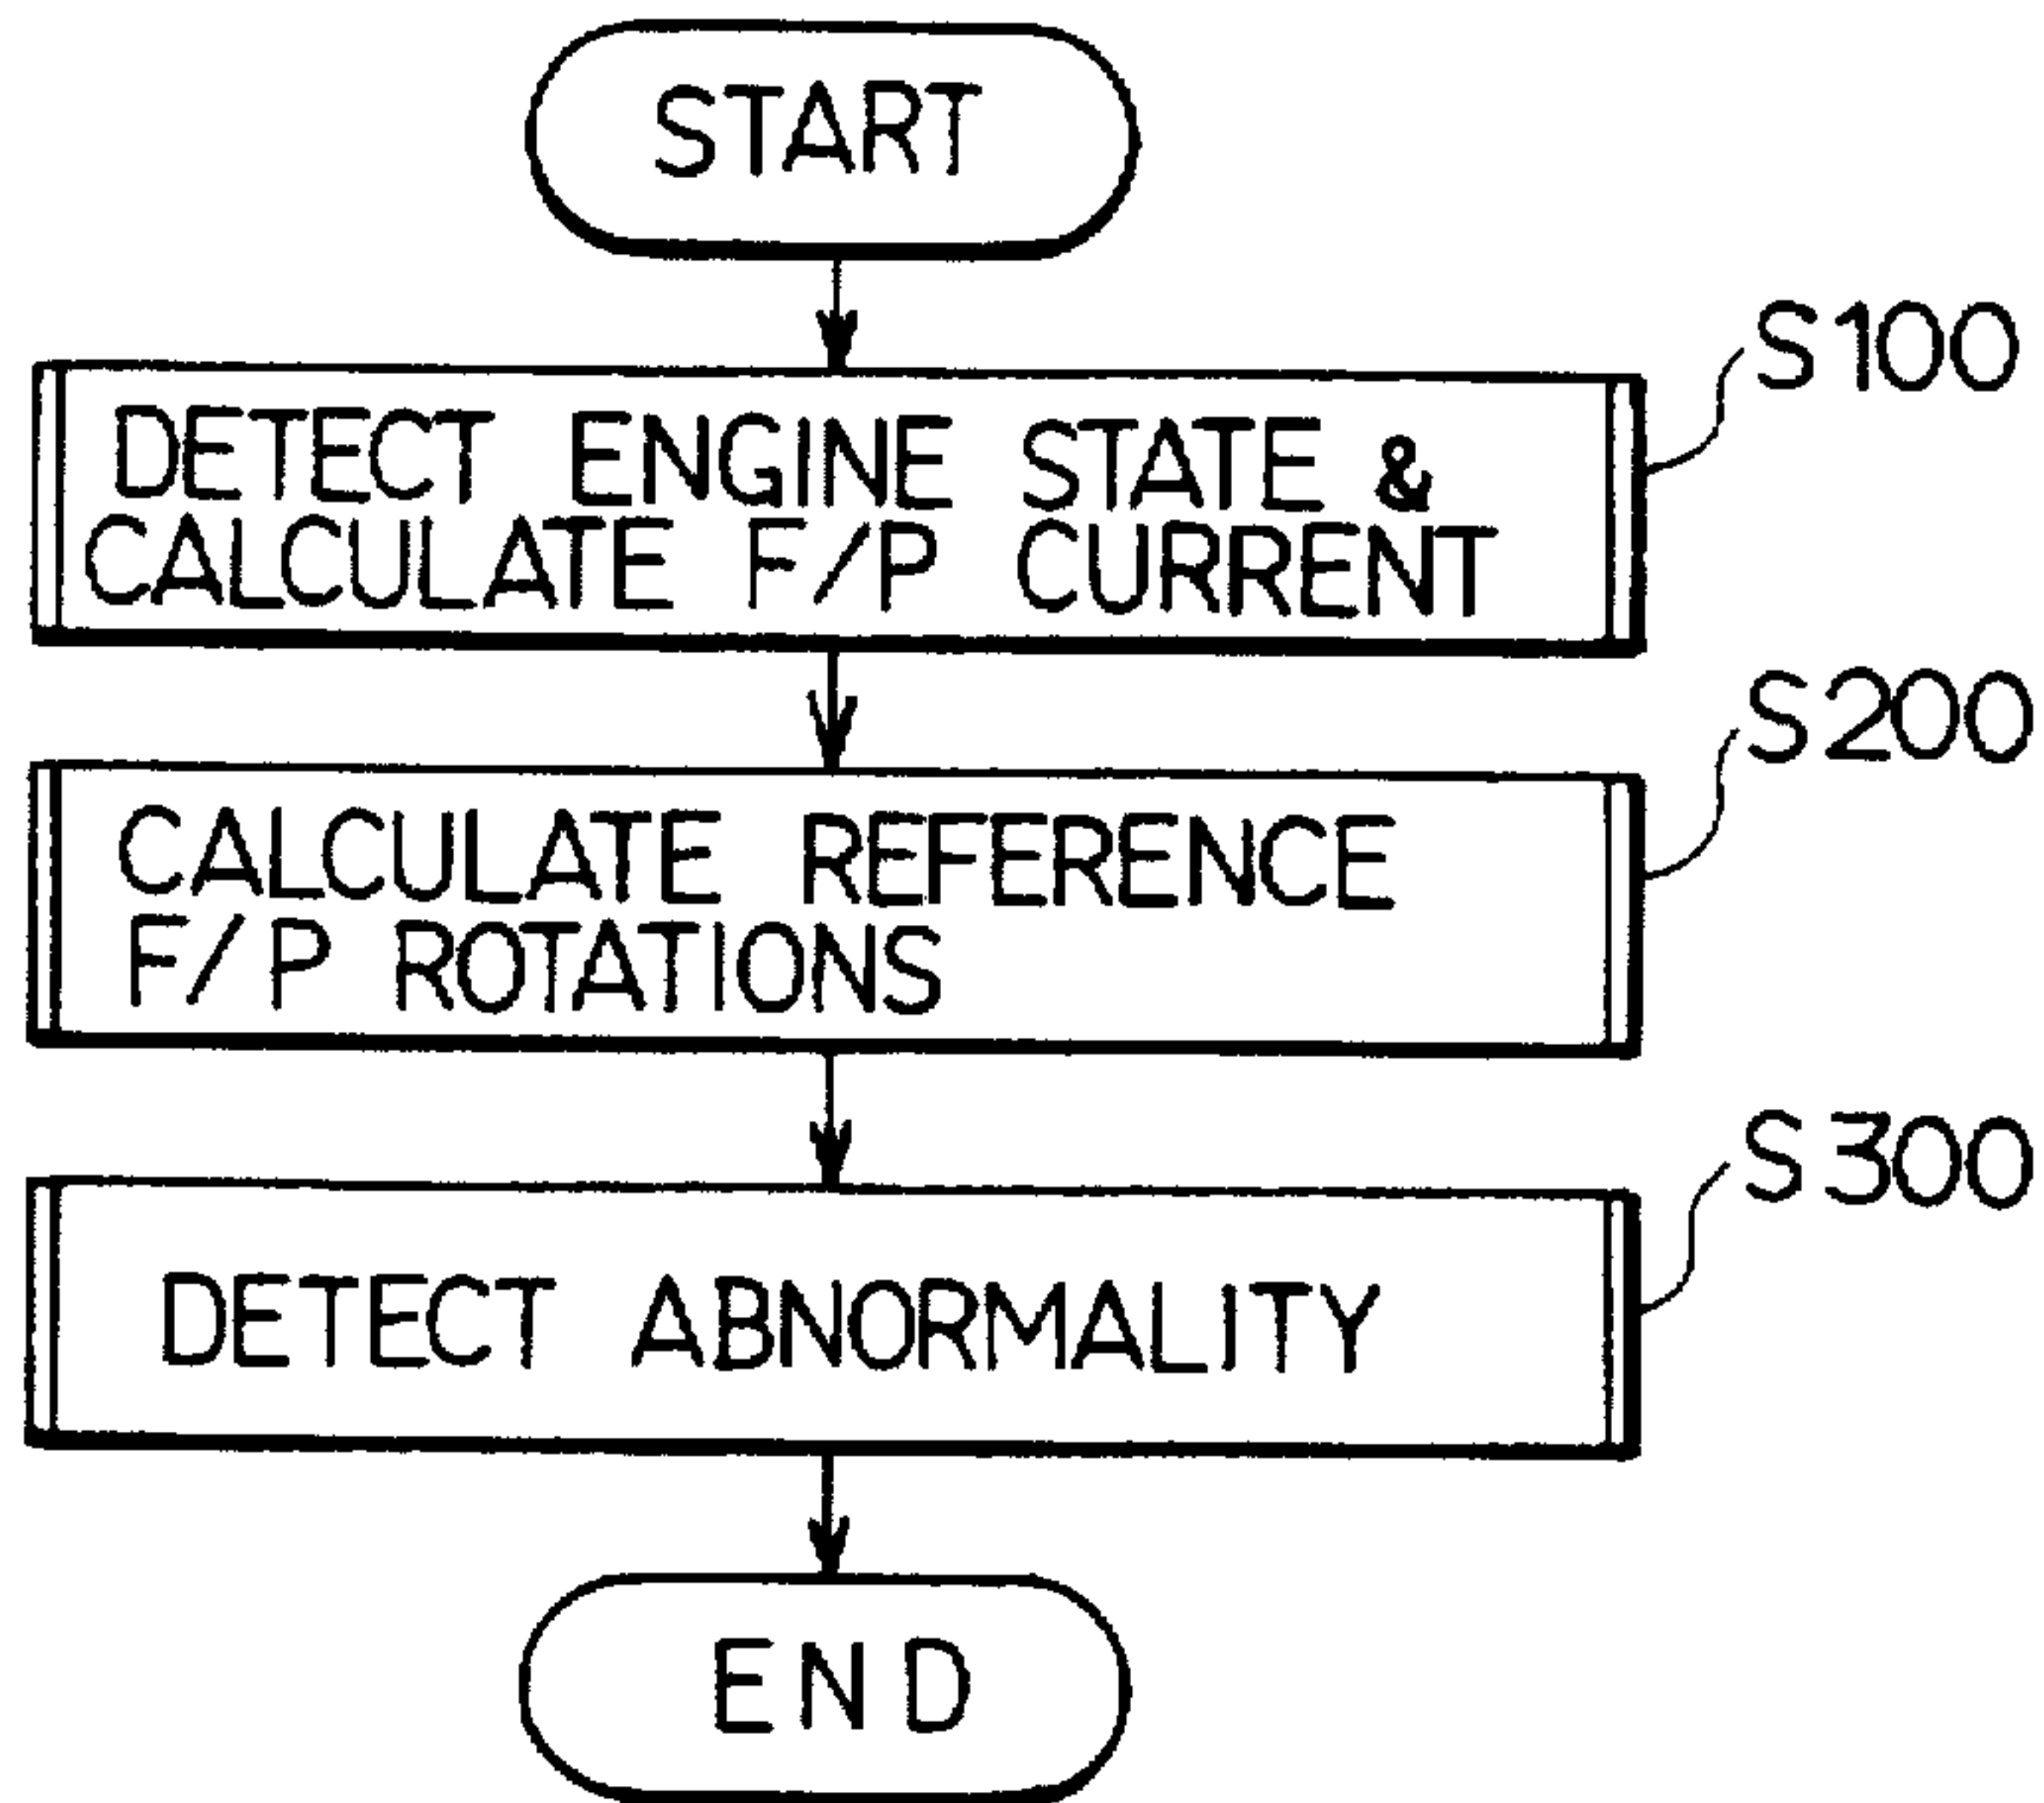 START
S100
DETECT ENGINE STATE &
CALCULATE F/P CURRENT
S200
CALCULATE REFERENCE
F/P ROTATIONS
S300
DETECT ABNORMALITY
END